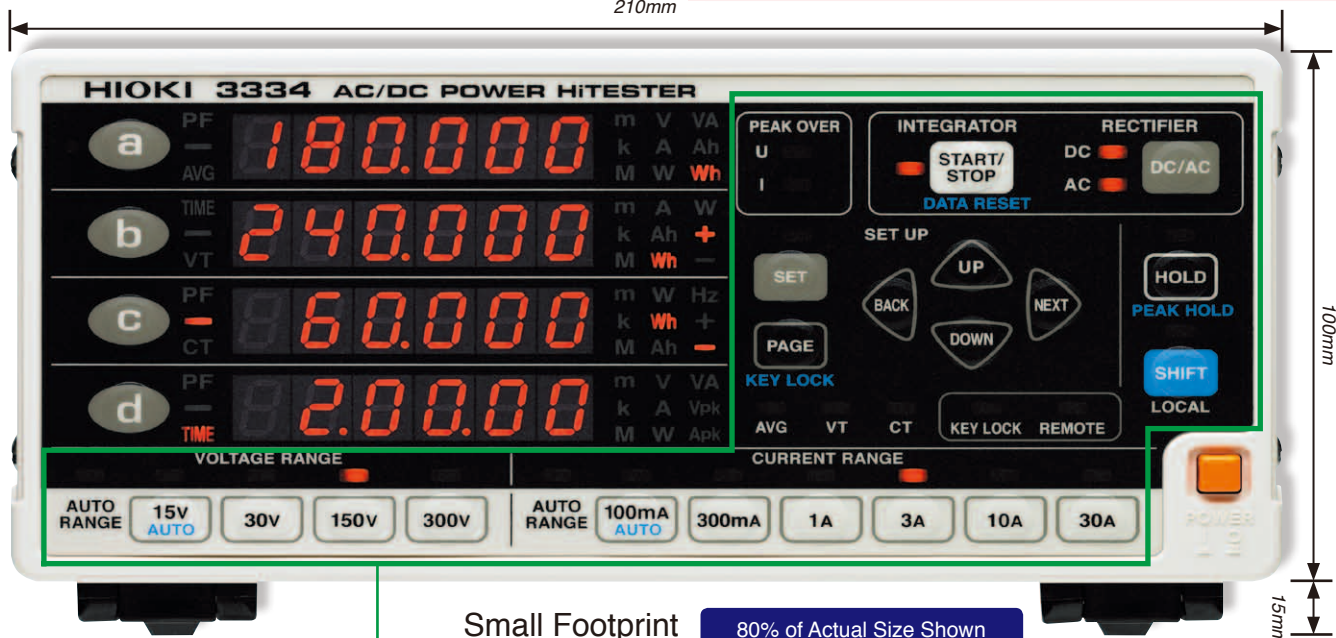 210mm
HIOKI 3334 AC/DC POWER HiTESTER
a PF — AVG 180.000 m V VA k A Ah M W Wh
b TIME — VT 240.000 m A W k Ah + M Wh —
c PF — CT 60.000 m W Hz k Wh + M Ah —
d PF — TIME 2.0000 m V VA k A Vpk M W Apk
PEAK OVER
U
I
INTEGRATOR RECTIFIER
START/STOP DC AC DC/AC
DATA RESET
SET UP
SET UP BACK NEXT DOWN HOLD
PEAK HOLD
PAGE
KEY LOCK
SHIFT
LOCAL
AVG VT CT KEY LOCK REMOTE
VOLTAGE RANGE CURRENT RANGE
AUTO RANGE 15V AUTO 30V 150V 300V AUTO RANGE 100mA AUTO 300mA 1A 3A 10A 30A
POWER
100mm
15mm
Small Footprint
80% of Actual Size Shown